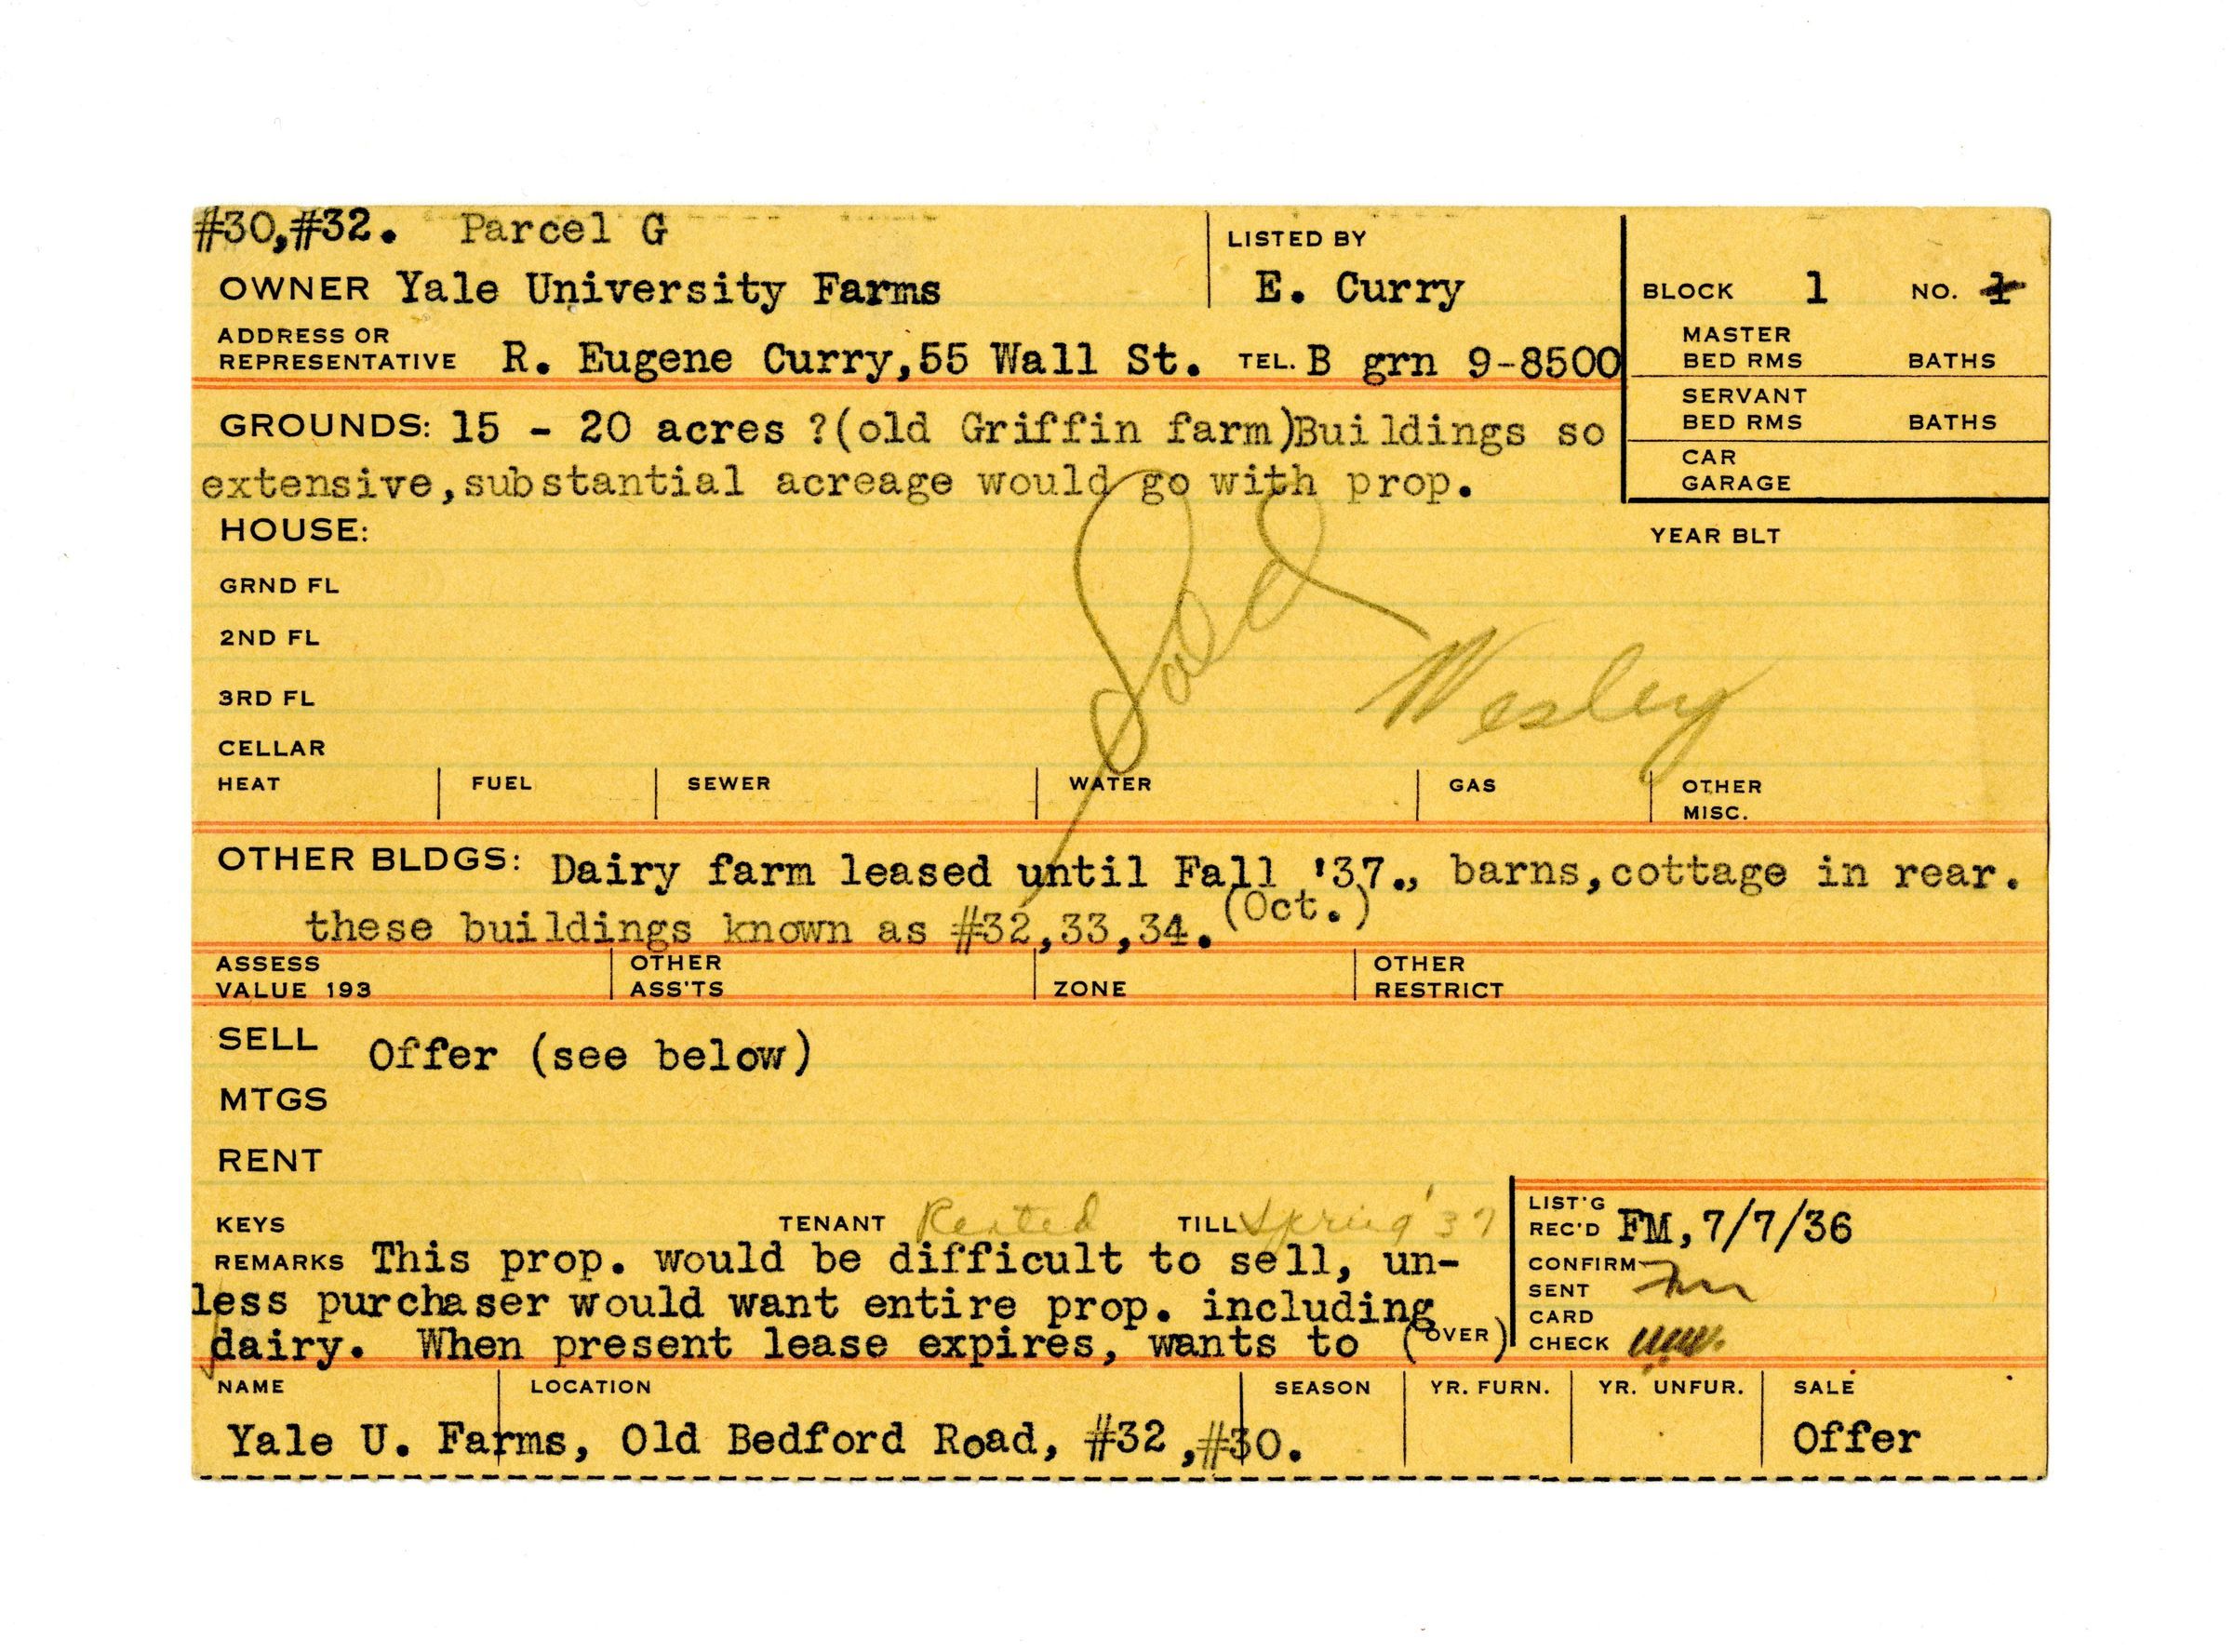 #30,#32. Parcel G
LISTED BY
OWNER Yale University Farms E. Curry BLOCK 1 NO. 1
ADDRESS OR
REPRESENTATIVE R. Eugene Curry,55 Wall St. TEL. B grn 9-8500
MASTER
BED RMS BATHS
SERVANT
BED RMS BATHS
CAR
GARAGE
GROUNDS: 15 - 20 acres ?(old Griffin farm)Buildings so
extensive,substantial acreage would go with prop.
HOUSE: YEAR BLT
GRND FL
Sold
2ND FL
Wesley
3RD FL
CELLAR
HEAT FUEL SEWER WATER GAS OTHER
MISC.
OTHER BLDGS: Dairy farm leased until Fall '37., barns,cottage in rear.
(Oct.)
these buildings known as #32,33,34.
ASSESS OTHER OTHER
VALUE 193 ASS'TS ZONE RESTRICT
SELL Offer (see below)
MTGS
RENT
KEYS TENANT Rented TILL Spring '37
LIST'G
REC'D FM,7/7/36
REMARKS This prop. would be difficult to sell, un-
less purchaser would want entire prop. including
dairy. When present lease expires, wants to (OVER)
CONFIRM
SENT
CARD
CHECK
NAME LOCATION SEASON YR. FURN. YR. UNFUR. SALE
Yale U. Farms, Old Bedford Road, #32,#30. Offer